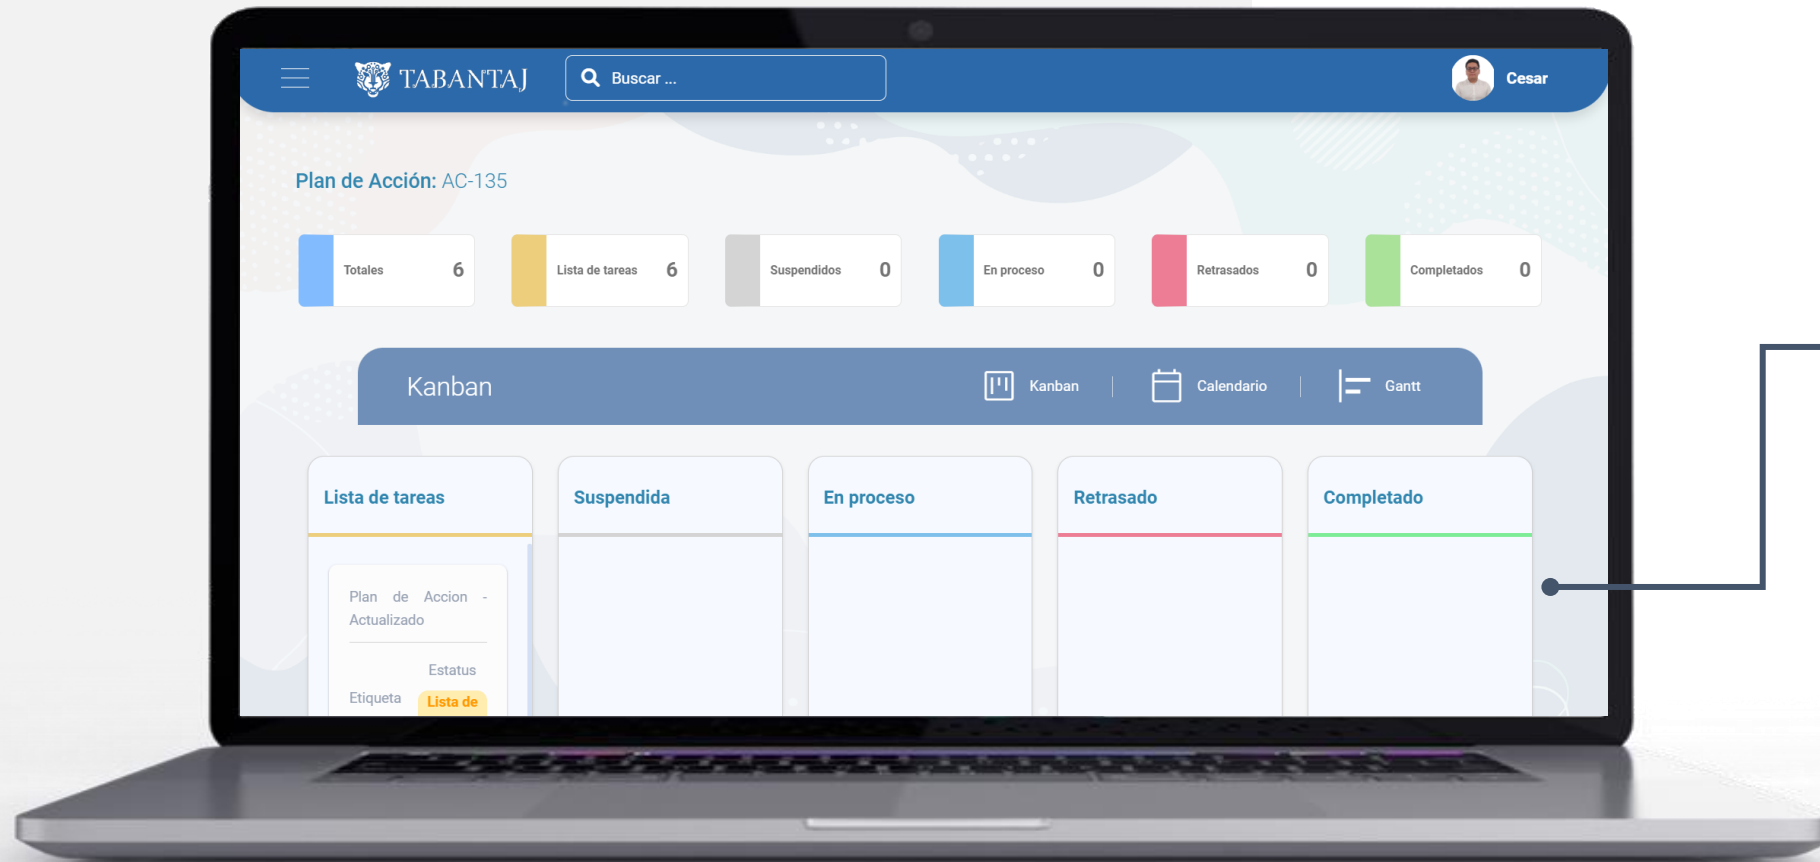 TABANTAJ
Buscar ...
Cesar
Plan de Acción: AC-135
Totales 6
Lista de tareas 6
Suspendidos 0
En proceso 0
Retrasados 0
Completados 0
Kanban
Kanban
Calendario
Gantt
Lista de tareas
Suspendida
En proceso
Retrasado
Completado
Plan de Accion -
Actualizado
Estatus
Etiqueta
Lista de